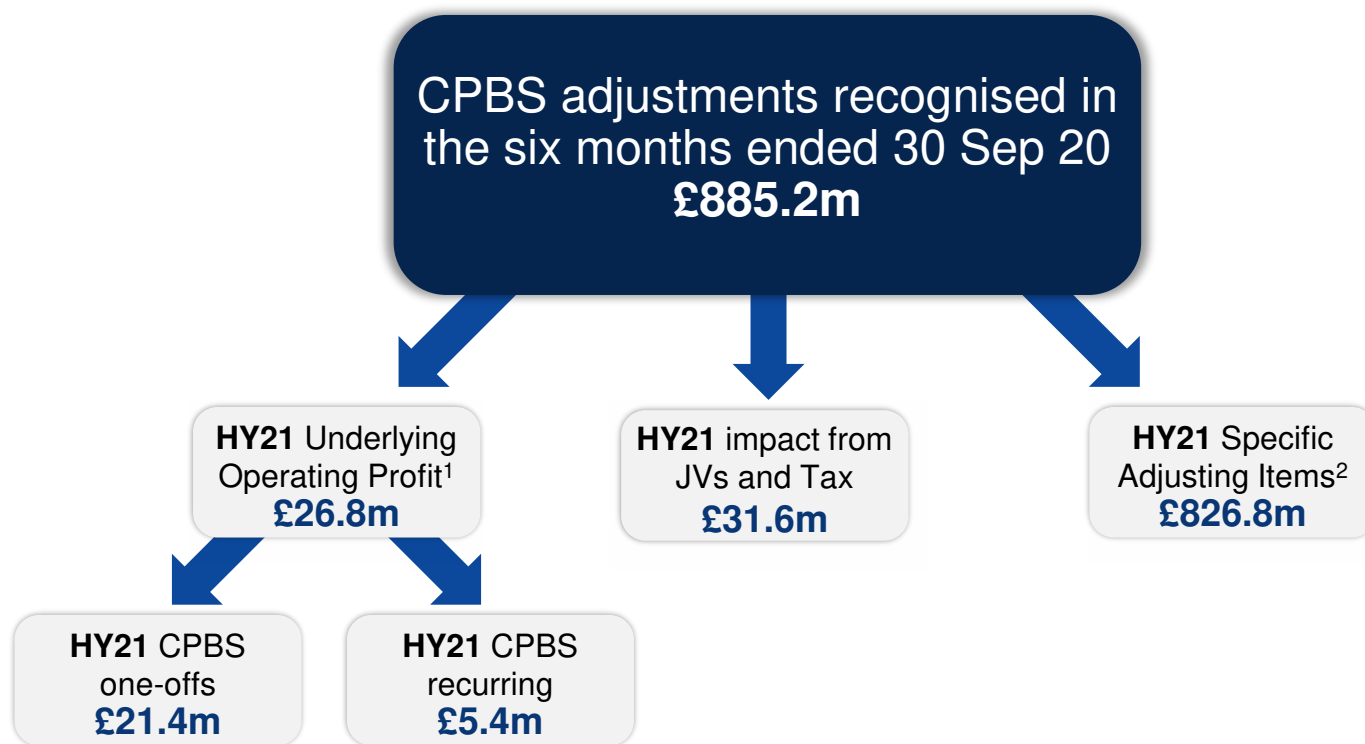 CPBS adjustments recognised in
the six months ended 30 Sep 20
£885.2m
HY21 Underlying
Operating Profit¹
£26.8m
HY21 impact from
JVs and Tax
£31.6m
HY21 Specific
Adjusting Items²
£826.8m
HY21 CPBS
one-offs
£21.4m
HY21 CPBS
recurring
£5.4m